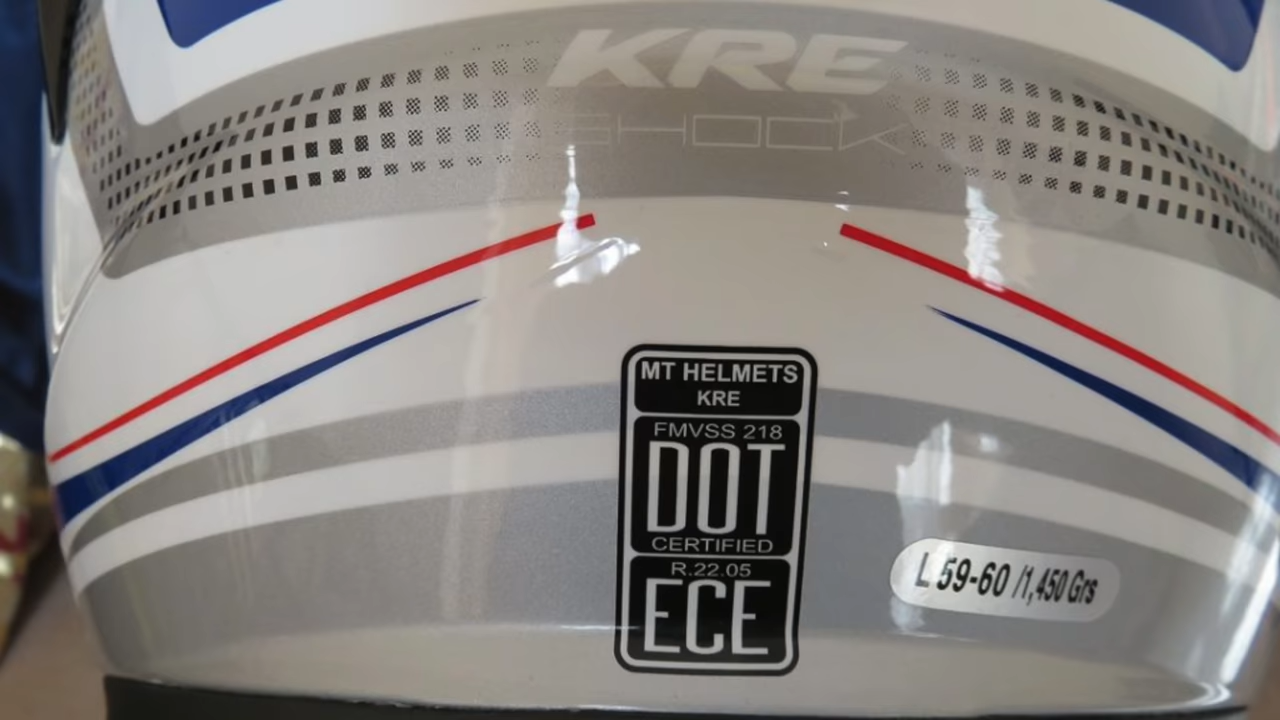 KRE
SHOCK
MT HELMETS
KRE
FMVSS 218
DOT
CERTIFIED
R.22.05
ECE
L 59-60 /1,450 Grs